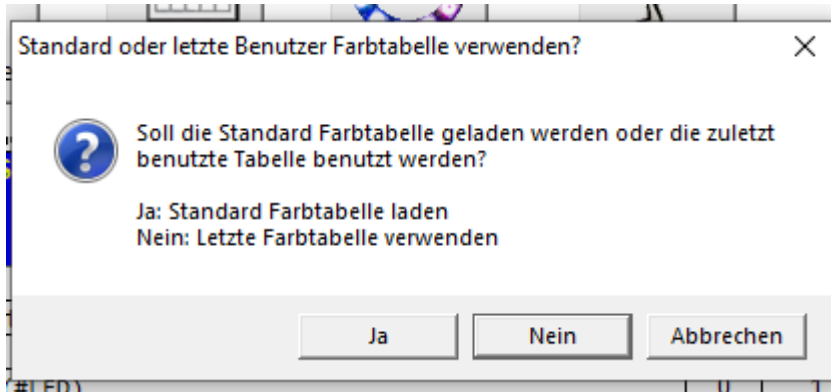 Standard oder letzte Benutzer Farbtabelle verwenden?
Soll die Standard Farbtabelle geladen werden oder die zuletzt
benutzte Tabelle benutzt werden?
Ja: Standard Farbtabelle laden
Nein: Letzte Farbtabelle verwenden
Ja
Nein
Abbrechen
(#LED)